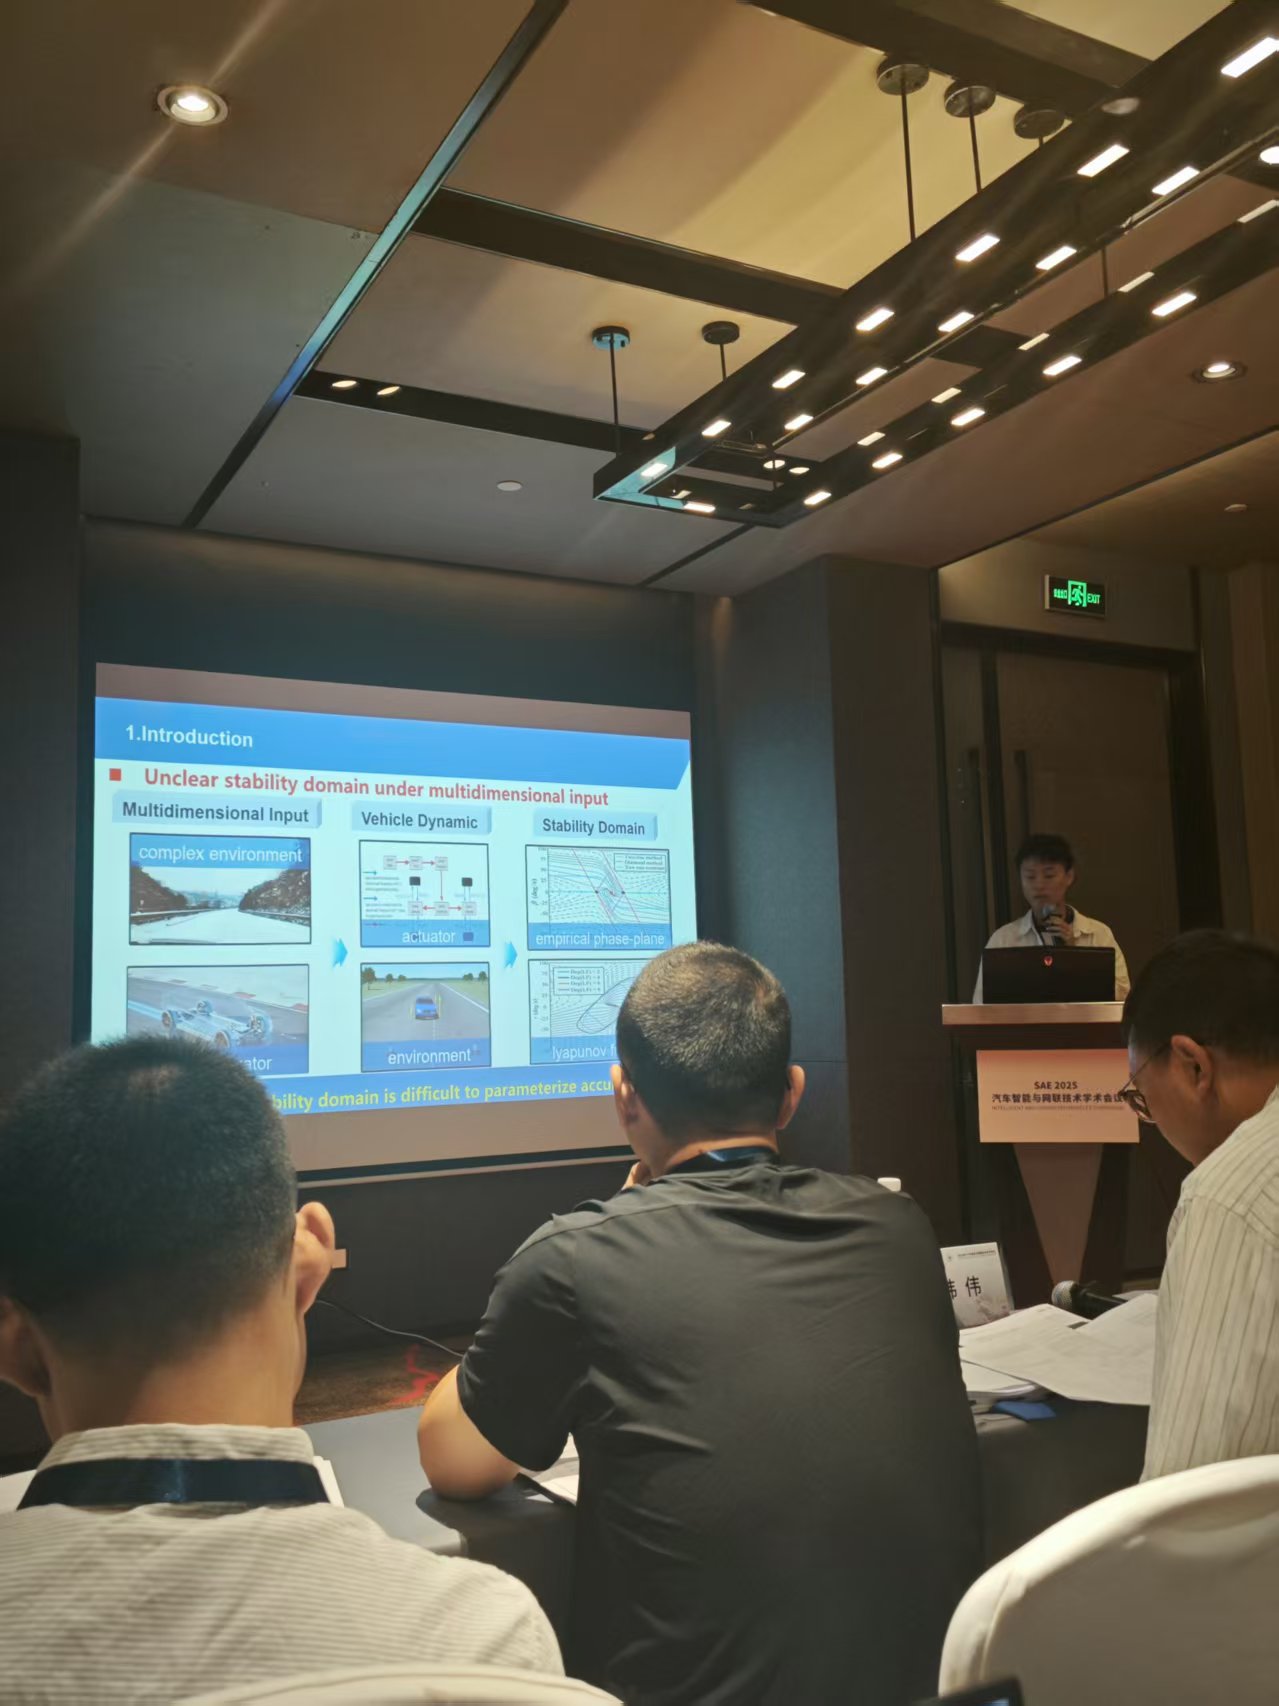 EXIT
1.Introduction
Unclear stability domain under multidimensional input
Multidimensional Input
Vehicle Dynamic
Stability Domain
complex environment
actuator
empirical phase-plane
environment
lyapunov
domain is difficult to parameterize
SAE 2025
汽车智能与网联技术学术会议
伟